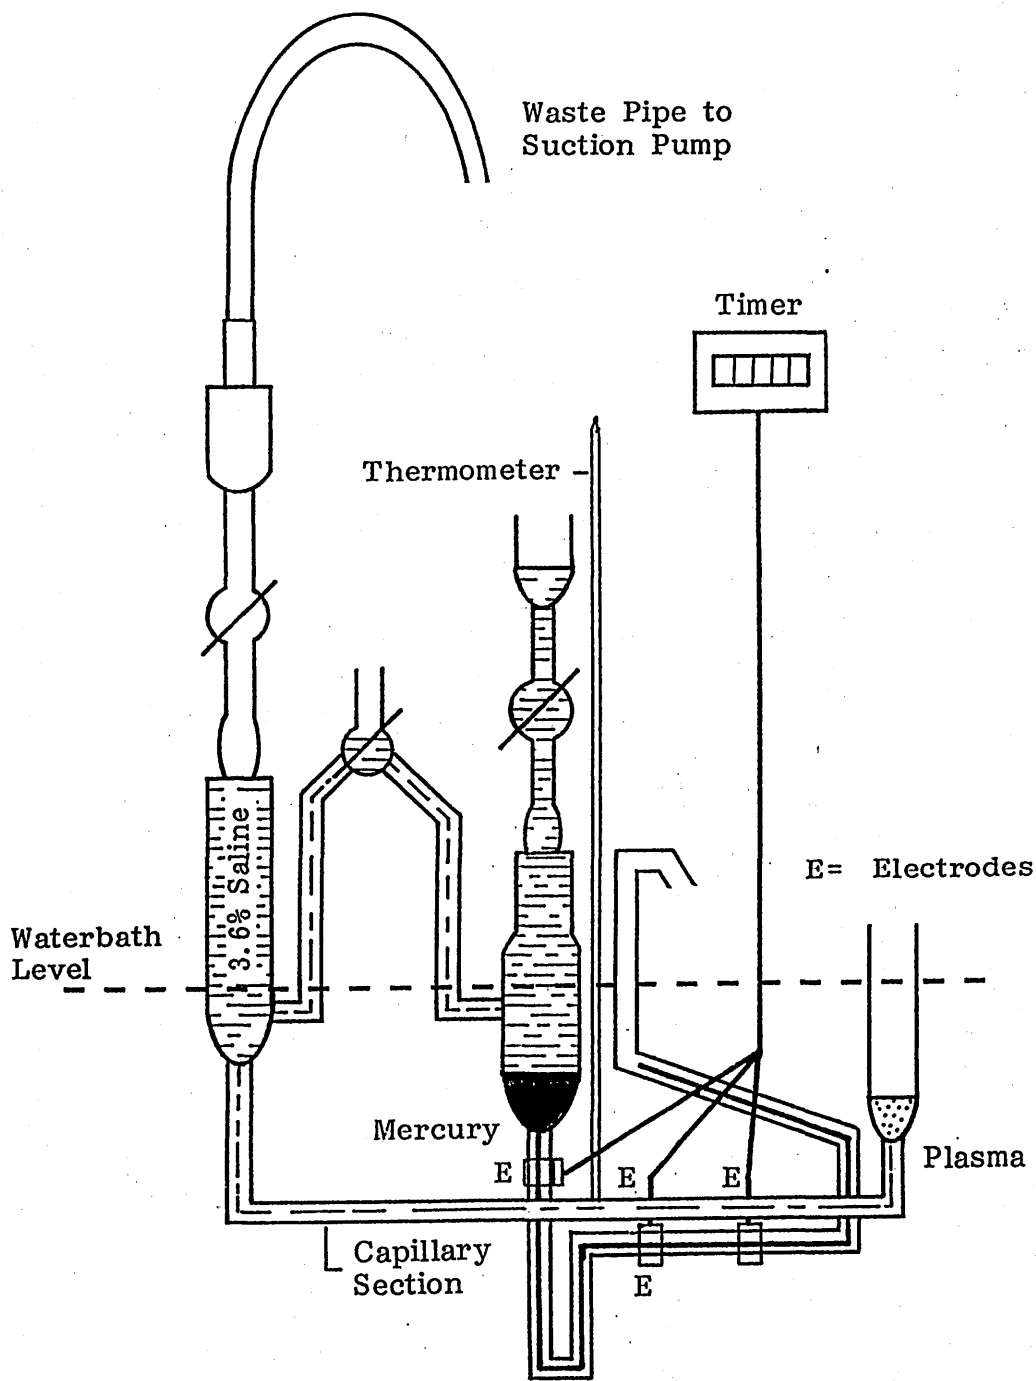 Waste Pipe to
Suction Pump
Timer
Thermometer
3.6% Saline
E= Electrodes
Waterbath
Level
Mercury
Plasma
E
E
E
Capillary
Section
E